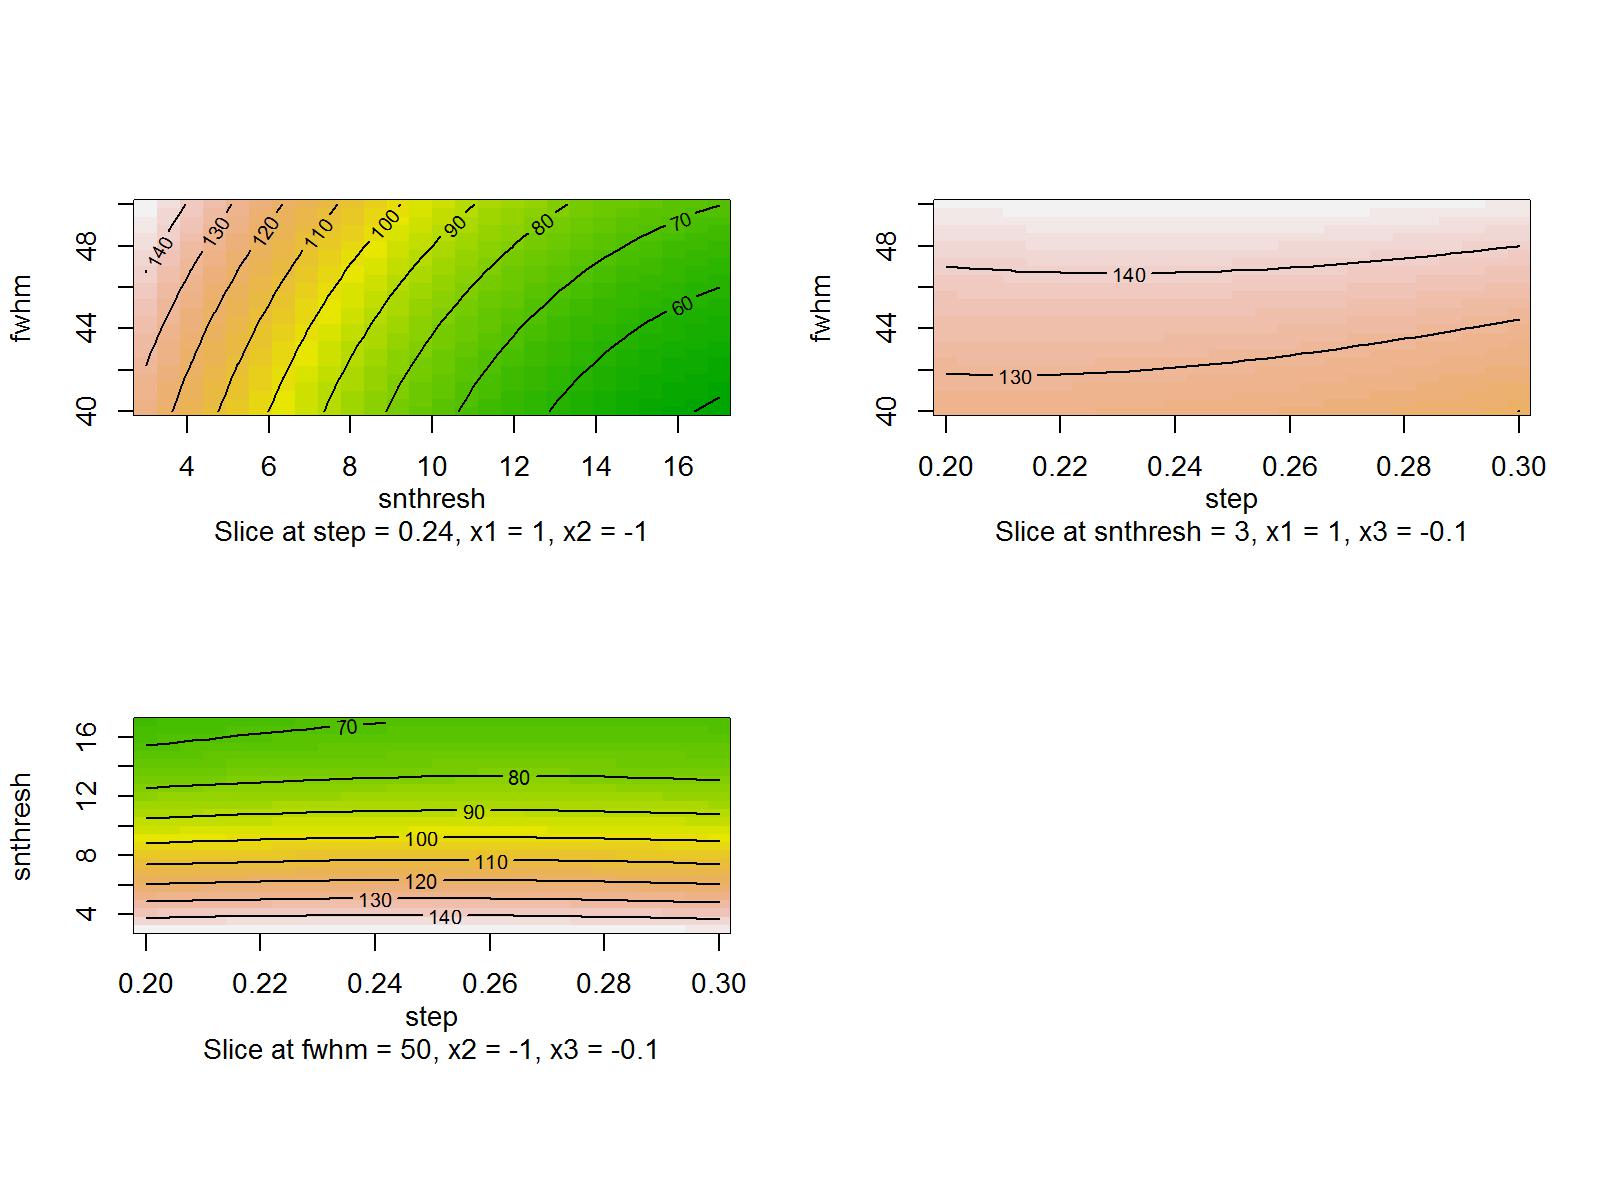 140
130
120
110
100
90
80
70
60
fwhm
40 44 48
4 6 8 10 12 14 16
snthresh
Slice at step = 0.24, x1 = 1, x2 = -1
140
130
fwhm
40 44 48
0.20 0.22 0.24 0.26 0.28 0.30
step
Slice at snthresh = 3, x1 = 1, x3 = -0.1
70
80
90
100
110
120
130
140
snthresh
4 8 12 16
0.20 0.22 0.24 0.26 0.28 0.30
step
Slice at fwhm = 50, x2 = -1, x3 = -0.1